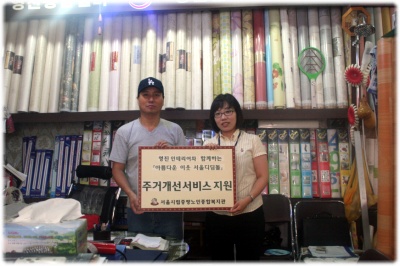 영진 인테리어와 함께하는
"아름다운 이웃 서울디딤돌"
주거개선서비스지원
서울시립중랑노인종합복지관
LA